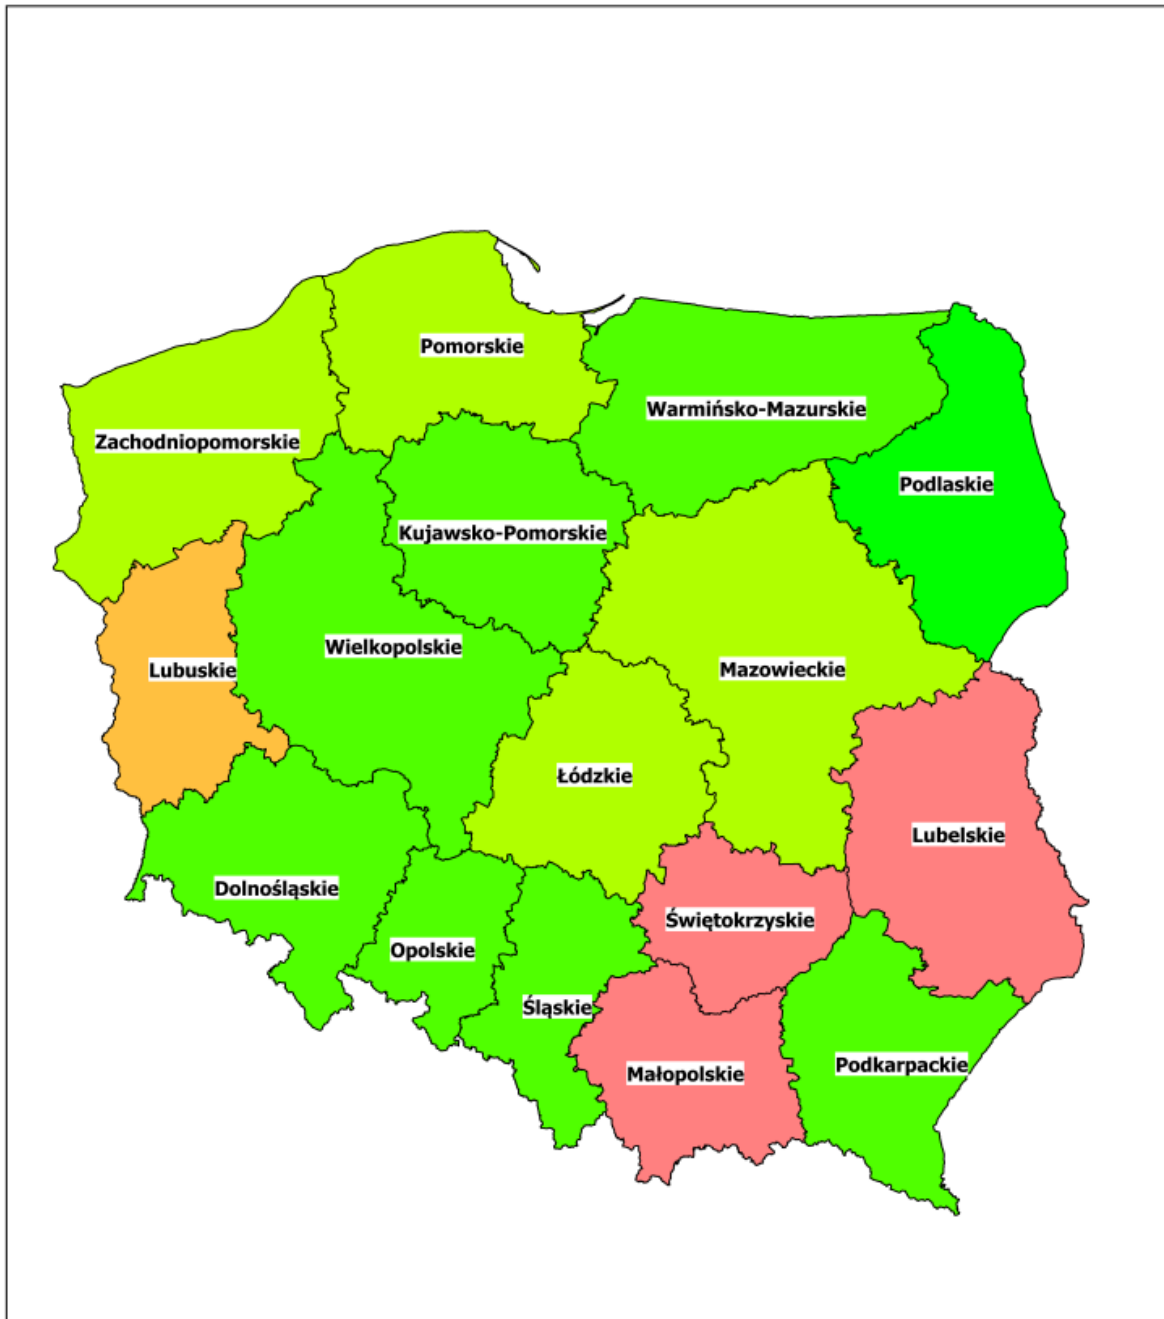 Pomorskie
Warmińsko-Mazurskie
Zachodniopomorskie
Podlaskie
Kujawsko-Pomorskie
Wielkopolskie
Lubuskie
Mazowieckie
Łódzkie
Lubelskie
Dolnośląskie
Świętokrzyskie
Opolskie
Śląskie
Podkarpackie
Małopolskie